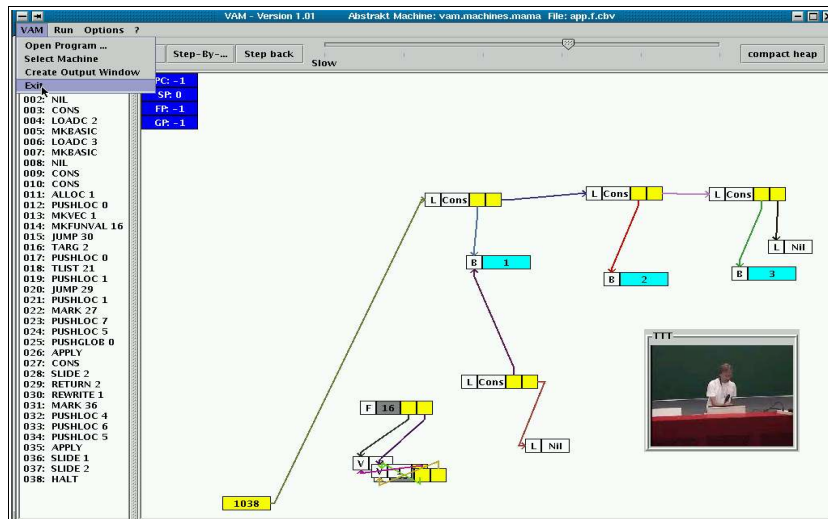 VAM - Version 1.01 Abstrakt Machine: vam.machines.mama File: app.f.cbv
VAM Run Options ?
Open Program ...
Select Machine
Create Output Window
Exit
Step-By-... Step back
Slow
compact heap
PC: -1
SP: 0
FP: -1
GP: -1
002: NIL
003: CONS
004: LOADC 2
005: MKBASIC
006: LOADC 3
007: MKBASIC
008: NIL
009: CONS
010: CONS
011: ALLOC 1
012: PUSHLOC 0
013: MKVEC 1
014: MKFUNVAL 16
015: JUMP 30
016: TARG 2
017: PUSHLOC 0
018: TLIST 21
019: PUSHLOC 1
020: JUMP 29
021: PUSHLOC 1
022: MARK 27
023: PUSHLOC 7
024: PUSHLOC 5
025: PUSHGLOB 0
026: APPLY
027: CONS
028: SLIDE 2
029: RETURN 2
030: REWRITE 1
031: MARK 36
032: PUSHLOC 4
033: PUSHLOC 6
034: PUSHLOC 5
035: APPLY
036: SLIDE 1
037: SLIDE 2
038: HALT
L Cons
L Cons
L Cons
L Nil
B 1
B 2
B 3
TTT
L Cons
F 16
L Nil
V
V
1038